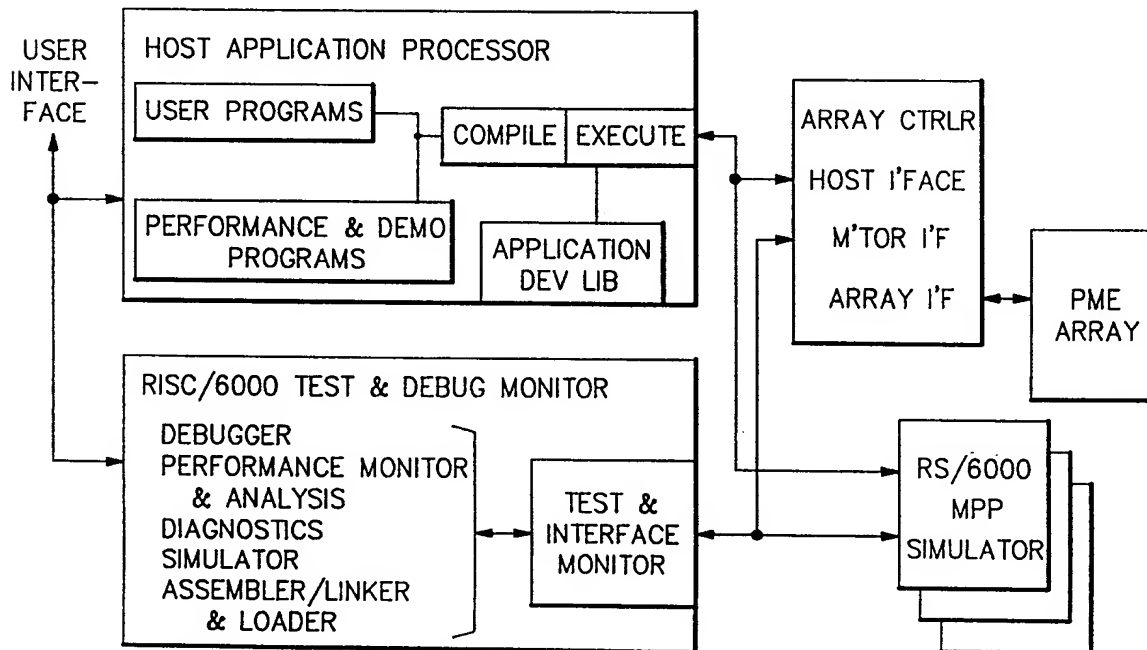 USER
INTER-
FACE
HOST APPLICATION PROCESSOR
USER PROGRAMS
COMPILE
EXECUTE
PERFORMANCE & DEMO
PROGRAMS
APPLICATION
DEV LIB
ARRAY CTRLR
HOST I'FACE
M'TOR I'F
ARRAY I'F
PME
ARRAY
RISC/6000 TEST & DEBUG MONITOR
DEBUGGER
PERFORMANCE MONITOR
& ANALYSIS
DIAGNOSTICS
SIMULATOR
ASSEMBLER/LINKER
& LOADER
TEST &
INTERFACE
MONITOR
RS/6000
MPP
SIMULATOR